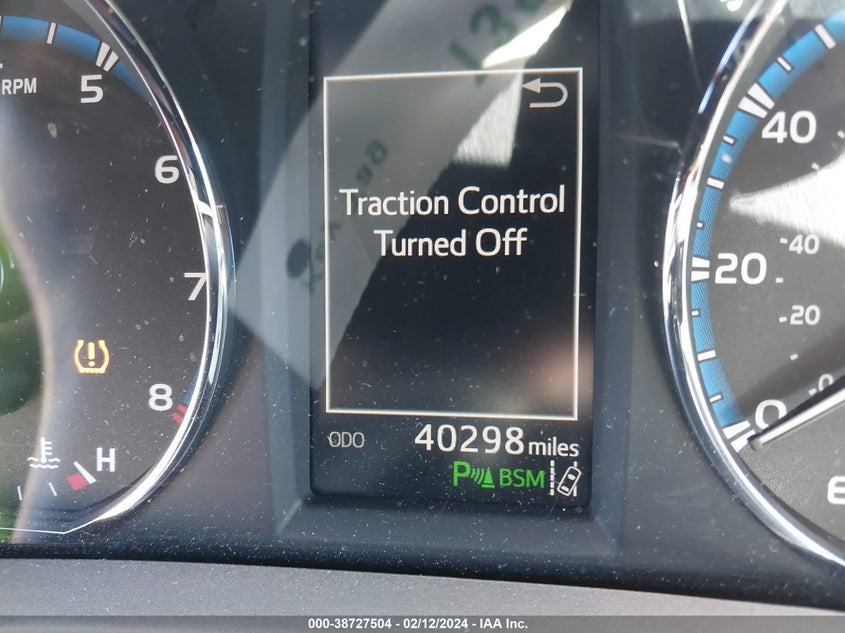 RPM
5
6
7
8
H
Traction Control
Turned Off
ODO 40298 miles
P BSM
40
20
0
40
20
0
000-38727504 - 02/12/2024 - IAA Inc.